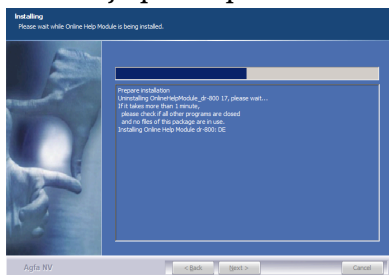 Installing
Please wait while Online Help Module is being installed.
Prepare installation
Uninstalling OnlineHelpModule_dr-800 17, please wait...
If it takes more than 1 minute,
please check if all other programs are closed
and no files of this package are in use.
Installing Online Help Module dr-800: DE
Agfa NV
< Back
Next >
Cancel